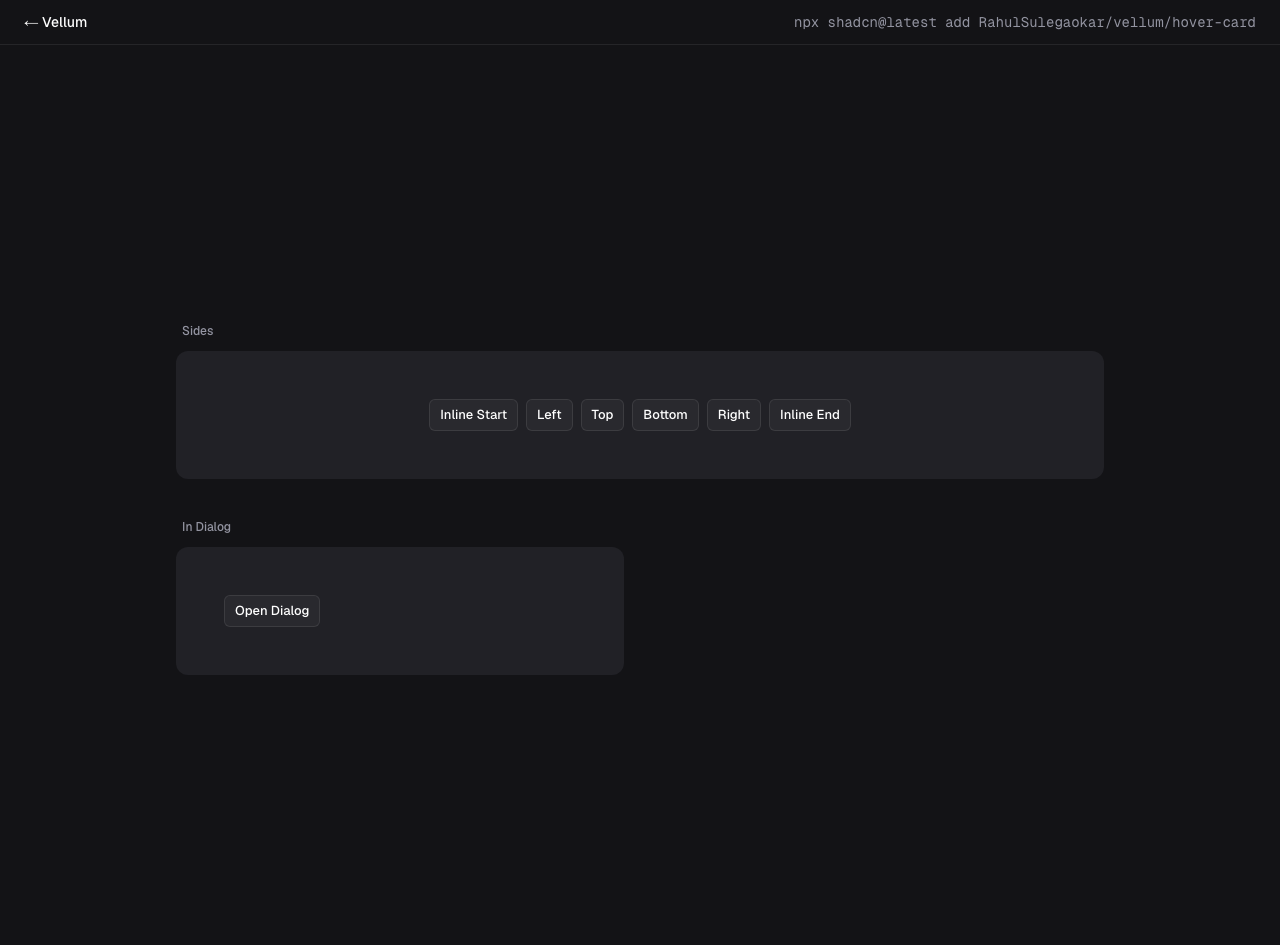 ← Vellum
npx shadcn@latest add RahulSulegaokar/vellum/hover-card
Sides
Inline Start
Left
Top
Bottom
Right
Inline End
In Dialog
Open Dialog